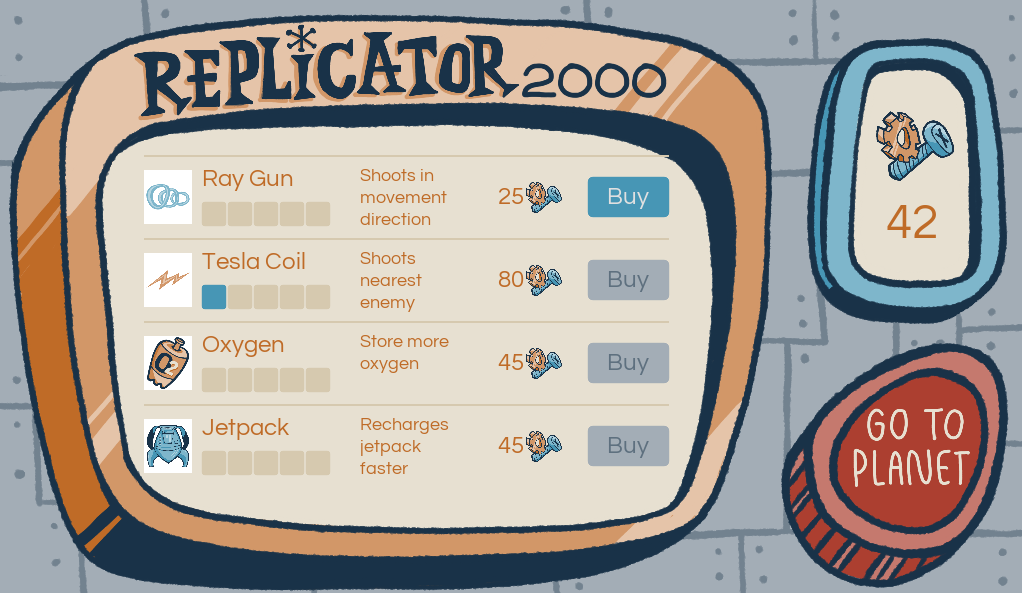 REPLICATOR 2000
Ray Gun
Shoots in
movement
direction
25
Buy
Tesla Coil
Shoots
nearest
enemy
80
Buy
O2
Oxygen
Store more
oxygen
45
Buy
Jetpack
Recharges
jetpack
faster
45
Buy
42
GO TO
PLANET